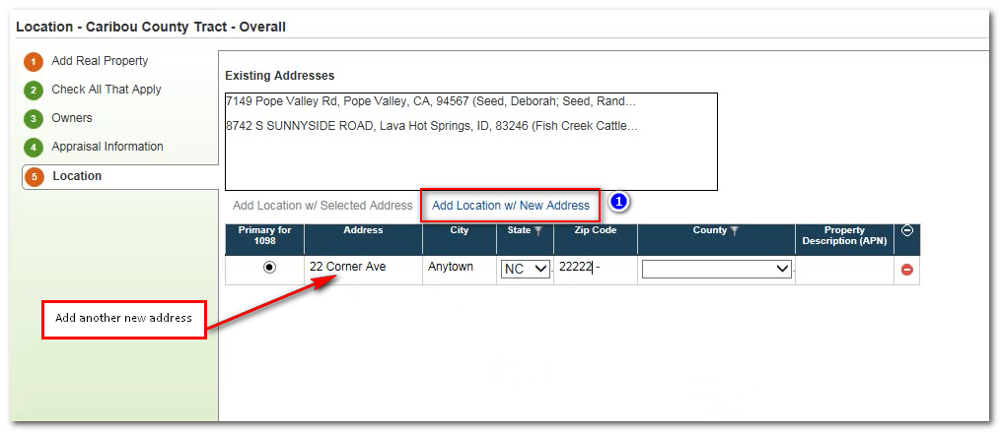 Location - Caribou County Tract - Overall
1 Add Real Property
2 Check All That Apply
3 Owners
4 Appraisal Information
5 Location
Existing Addresses
7149 Pope Valley Rd, Pope Valley, CA, 94567 (Seed, Deborah; Seed, Rand...
8742 S SUNNYSIDE ROAD, Lava Hot Springs, ID, 83246 (Fish Creek Cattle...
Add Location w/ Selected Address Add Location w/ New Address 1
Primary for 1098 Address City State Zip Code County Property Description (APN)
22 Corner Ave Anytown NC 22222 -
Add another new address